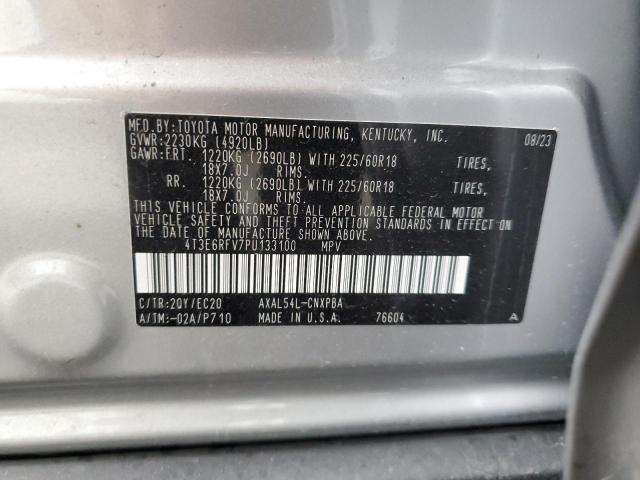 MFD.BY:TOYOTA MOTOR MANUFACTURING, KENTUCKY, INC. 08/23
GVWR:2230KG (4920LB)
GAWR:FRT. 1220KG (2690LB) WITH 225/60R18 TIRES,
18X7.0J RIMS.
RR. 1220KG (2690LB) WITH 225/60R18 TIRES,
18X7.0J RIMS.
THIS VEHICLE CONFORMS TO ALL APPLICABLE FEDERAL MOTOR
VEHICLE SAFETY AND THEFT PREVENTION STANDARDS IN EFFECT ON
THE DATE OF MANUFACTURE SHOWN ABOVE.
4T3E6RFV7PU133100 MPV
C/TR:2QY/EC20 AXAL54L-CNXPBA
A/TM:-02A/P710 MADE IN U.S.A. 76604 A